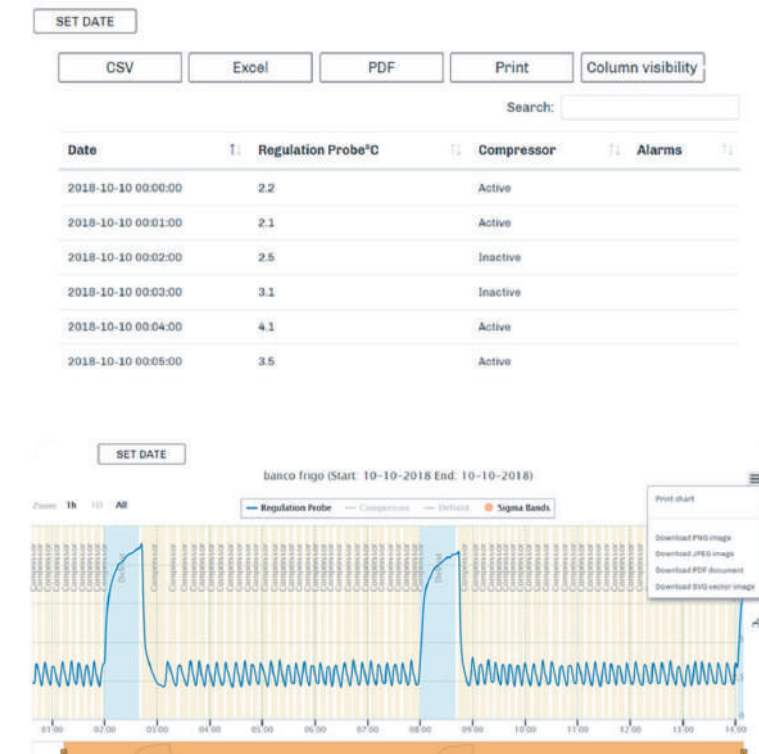 SET DATE
CSV Excel PDF Print Column visibility
Search:
Date Regulation Probe°C Compressor Alarms
2018-10-10 00:00:00 2.2 Active
2018-10-10 00:01:00 2.1 Active
2018-10-10 00:02:00 2.5 Inactive
2018-10-10 00:03:00 3.1 Inactive
2018-10-10 00:04:00 4.1 Active
2018-10-10 00:05:00 3.5 Active
SET DATE
banco frigo (Start: 10-10-2018 End: 10-10-2018)
Print chart
Zoom 1h 1D All
Regulation Probe Compressor Defrost Sigma Bands
Download PNG image
Download JPEG image
Download PDF document
Download SVG vector image
01:00 02:00 03:00 04:00 05:00 06:00 07:00 08:00 09:00 10:00 11:00 12:00 13:00 14:00